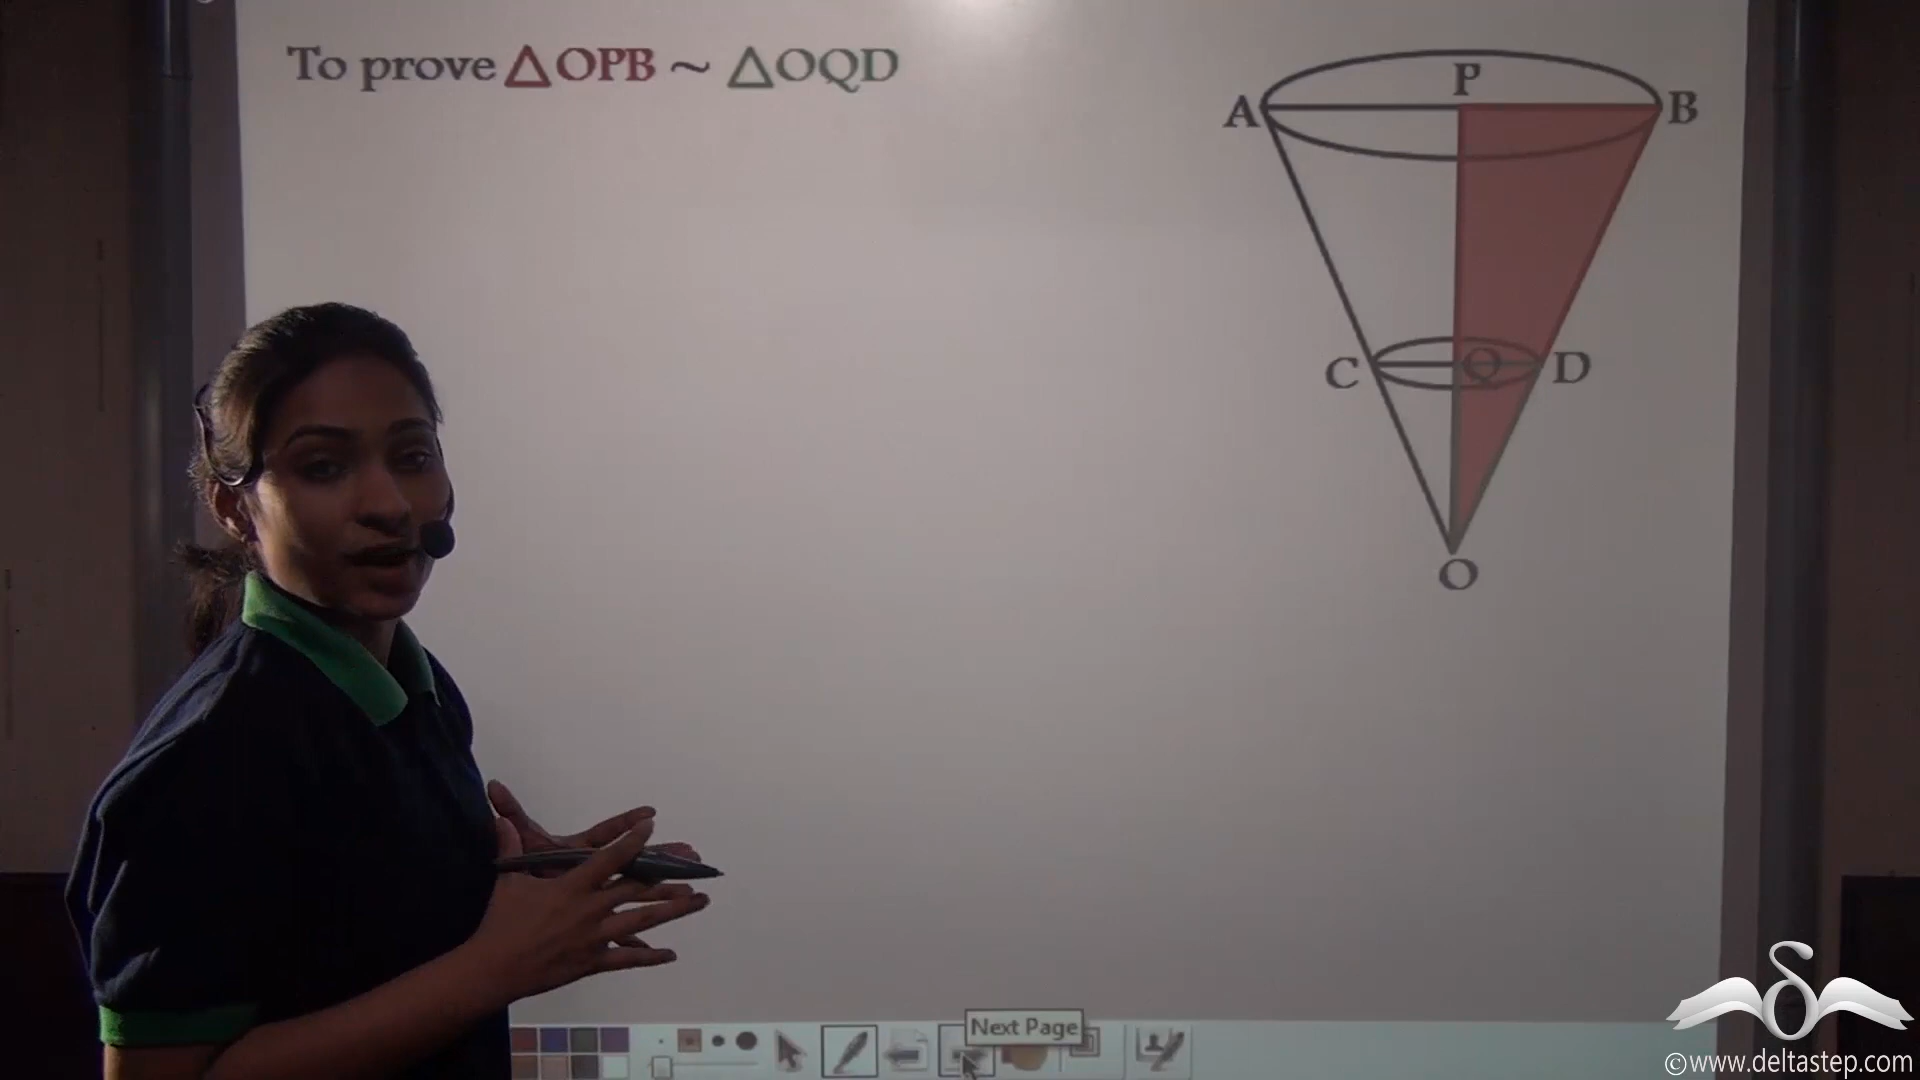 To prove △OPB ~ △OQD
P
A
B
C
Q
D
O
Next Page
©www.deltastep.com